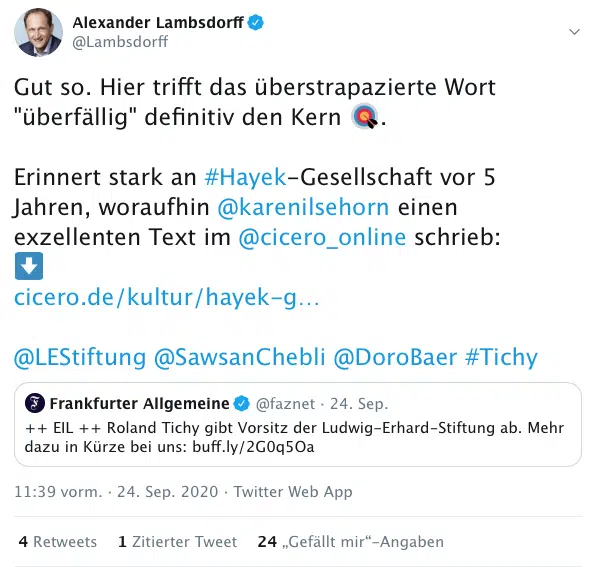 Alexander Lambsdorff
@Lambsdorff
Gut so. Hier trifft das überstrapazierte Wort
"überfällig" definitiv den Kern 🎯.
Erinnert stark an #Hayek-Gesellschaft vor 5
Jahren, woraufhin @karenilsehorn einen
exzellenten Text im @cicero_online schrieb:
⬇️
cicero.de/kultur/hayek-g…
@LEStiftung @SawsanChebli @DoroBaer #Tichy
Frankfurter Allgemeine @faznet · 24. Sep.
++ EIL ++ Roland Tichy gibt Vorsitz der Ludwig-Erhard-Stiftung ab. Mehr
dazu in Kürze bei uns: buff.ly/2G0q5Oa
11:39 vorm. · 24. Sep. 2020 · Twitter Web App
4 Retweets 1 Zitierter Tweet 24 „Gefällt mir“-Angaben